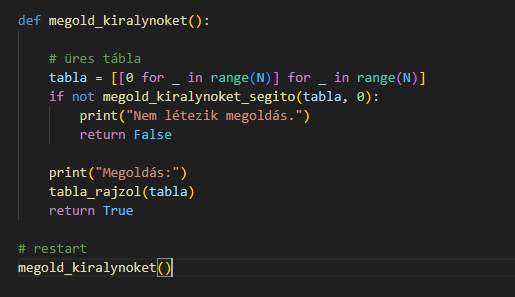 def megold_kiralynoket():
# üres tábla
tabla = [[0 for _ in range(N)] for _ in range(N)]
if not megold_kiralynoket_segito(tabla, 0):
print("Nem létezik megoldás.")
return False
print("Megoldás:")
tabla_rajzol(tabla)
return True
# restart
megold_kiralynoket()